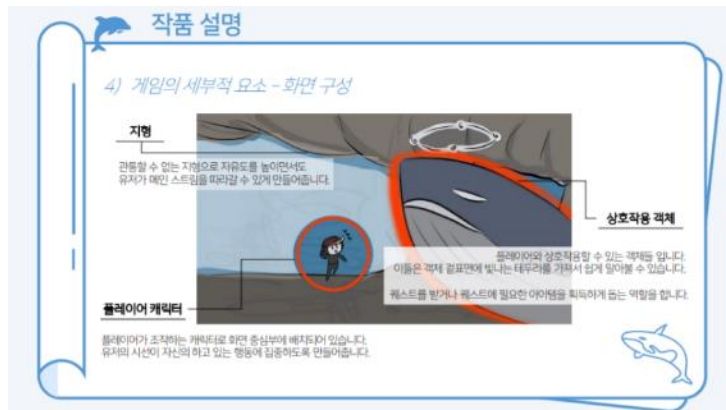 작품 설명
4) 게임의 세부적 요소 - 화면 구성
지형
관통할 수 없는 지형으로 자유도를 높이면서도
유저가 메인 스트림을 따라갈 수 있게 만들어줍니다.
상호작용 객체
플레이어와 상호작용할 수 있는 객체들 입니다.
이들은 객체 겉표면에 빛나는 테두리를 가져서 쉽게 알아볼 수 있습니다.
퀘스트를 받거나 퀘스트에 필요한 아이템을 획득하게 돕는 역할을 합니다.
플레이어 캐릭터
플레이어가 조작하는 캐릭터로 화면 중심부에 배치되어 있습니다.
유저의 시선이 자신의 하고 있는 행동에 집중하도록 만들어줍니다.